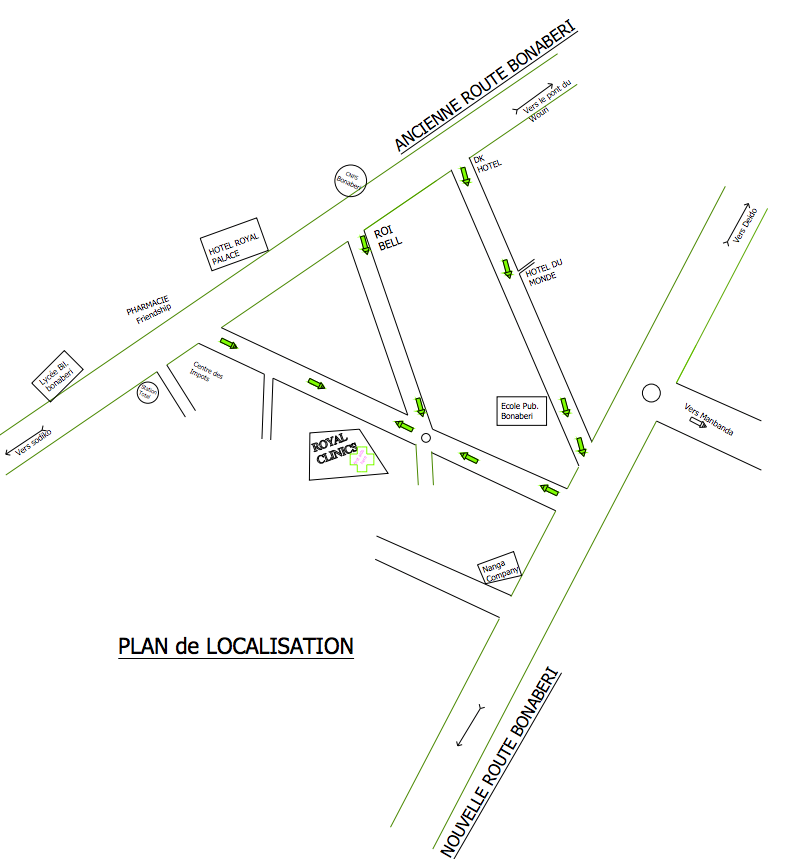 ANCIENNE ROUTE BONABERI
Vers le pont du
Wouri
DK
HOTEL
Bonaberi
ROI
BELL
HOTEL ROYAL
PALACE
HOTEL DU
MONDE
Vers Deido
PHARMACIE
Friendship
Lycée Bil.
bonaberi
Station
Total
Centre des
Impots
Vers sodiko
Ecole Pub.
Bonaberi
Vers Manbanda
ROYAL
CLINICS
Nanga
Company
PLAN de LOCALISATION
NOUVELLE ROUTE BONABERI